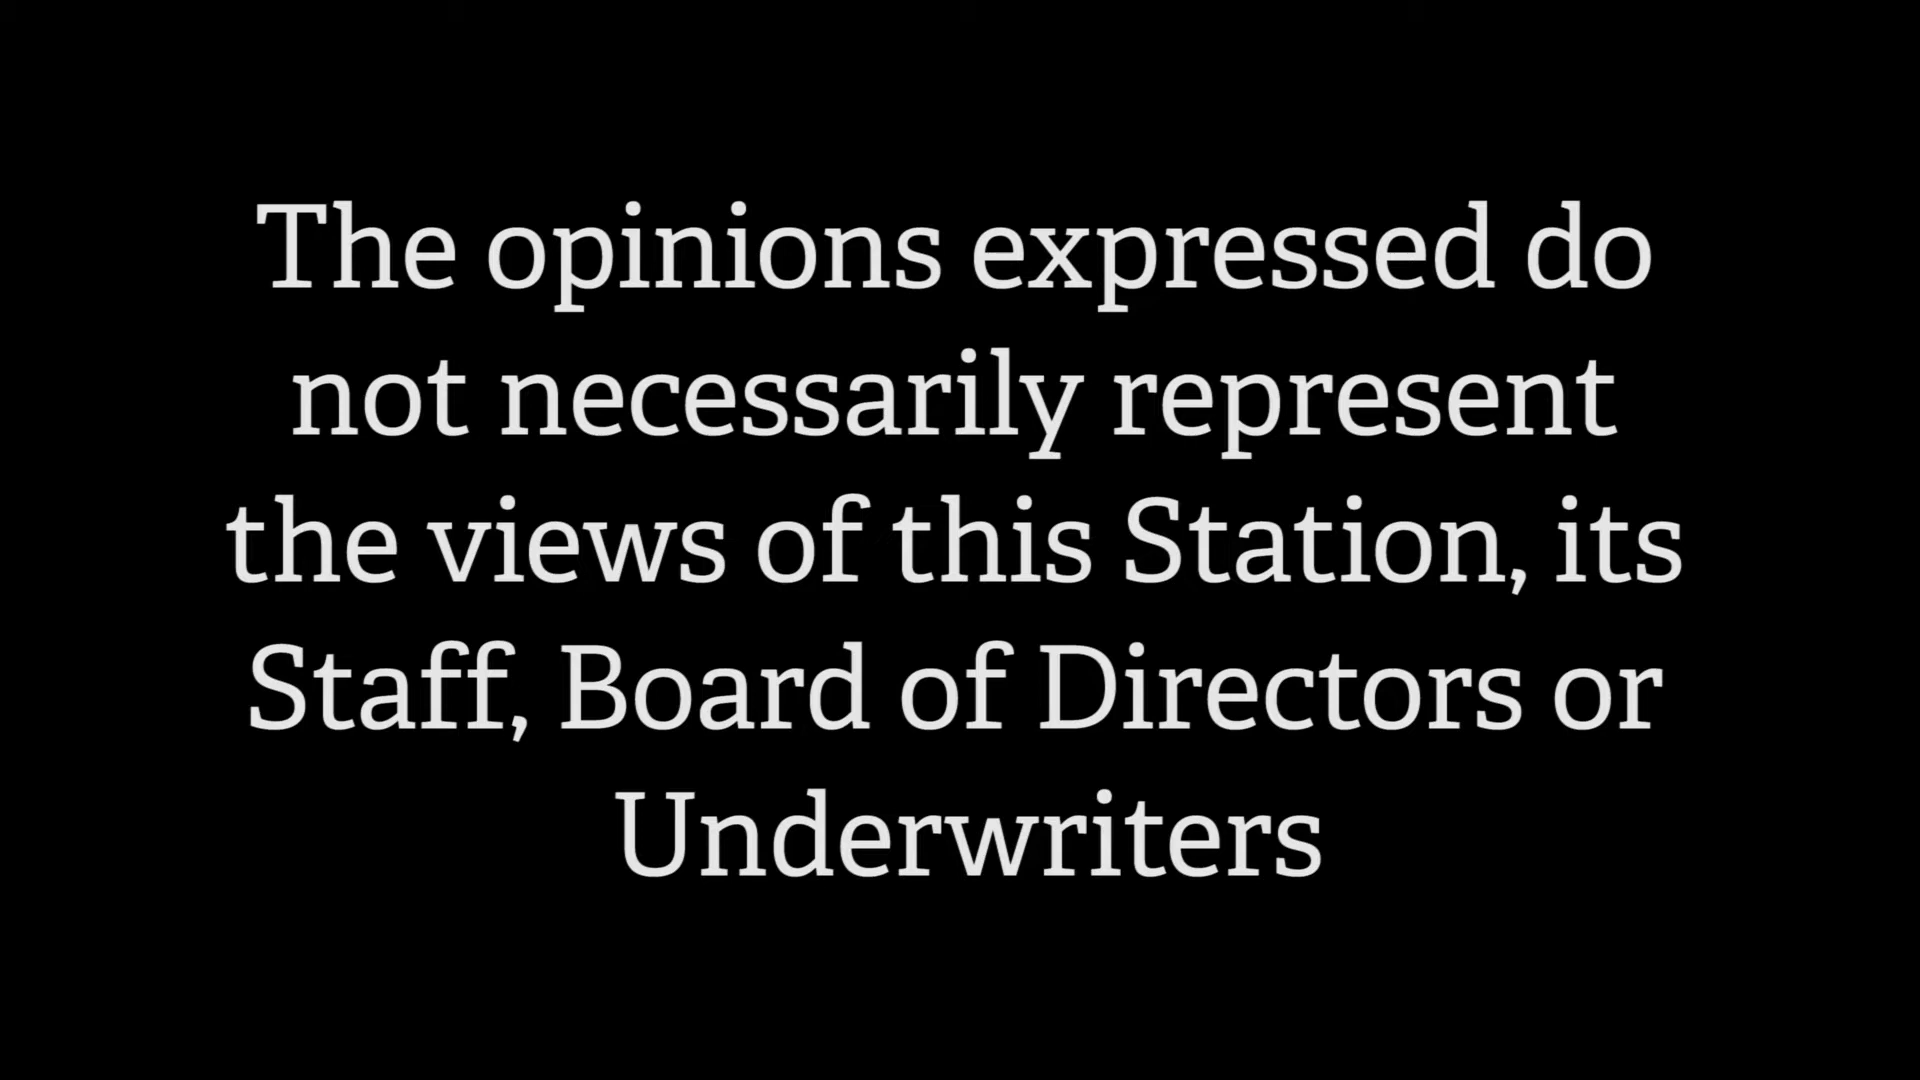 The opinions expressed do
not necessarily represent
the views of this Station, its
Staff, Board of Directors or
Underwriters